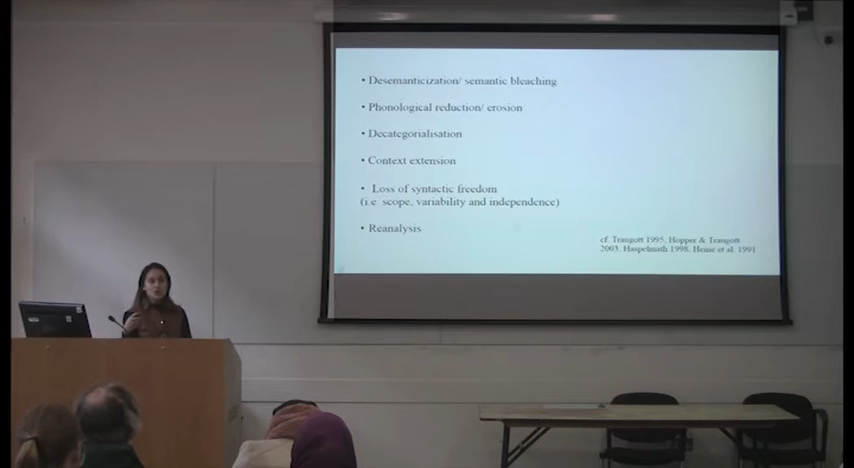 • Desemanticization/ semantic bleaching
• Phonological reduction/ erosion
• Decategorialisation
• Context extension
• Loss of syntactic freedom
(i.e. scope, variability and independence)
• Reanalysis
cf. Traugott 1995, Hopper & Traugott
2003, Haspelmath 1998, Heine et al. 1991